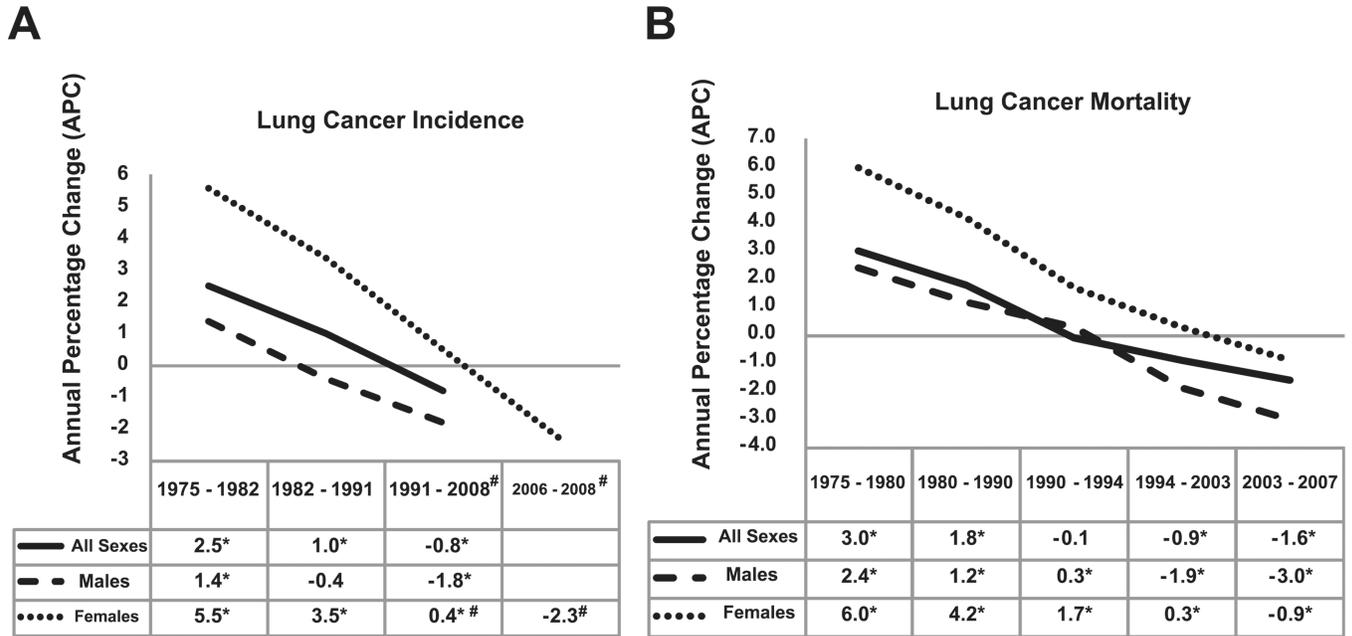 A
Lung Cancer Incidence
Annual Percentage Change (APC)
6
5
4
3
2
1
0
-1
-2
-3
1975 - 1982 1982 - 1991 1991 - 2008# 2006 - 2008#
All Sexes 2.5* 1.0* -0.8*
Males 1.4* -0.4 -1.8*
Females 5.5* 3.5* 0.4* # -2.3#
B
Lung Cancer Mortality
Annual Percentage Change (APC)
7.0
6.0
5.0
4.0
3.0
2.0
1.0
0.0
-1.0
-2.0
-3.0
-4.0
1975 - 1980 1980 - 1990 1990 - 1994 1994 - 2003 2003 - 2007
All Sexes 3.0* 1.8* -0.1 -0.9* -1.6*
Males 2.4* 1.2* 0.3* -1.9* -3.0*
Females 6.0* 4.2* 1.7* 0.3* -0.9*